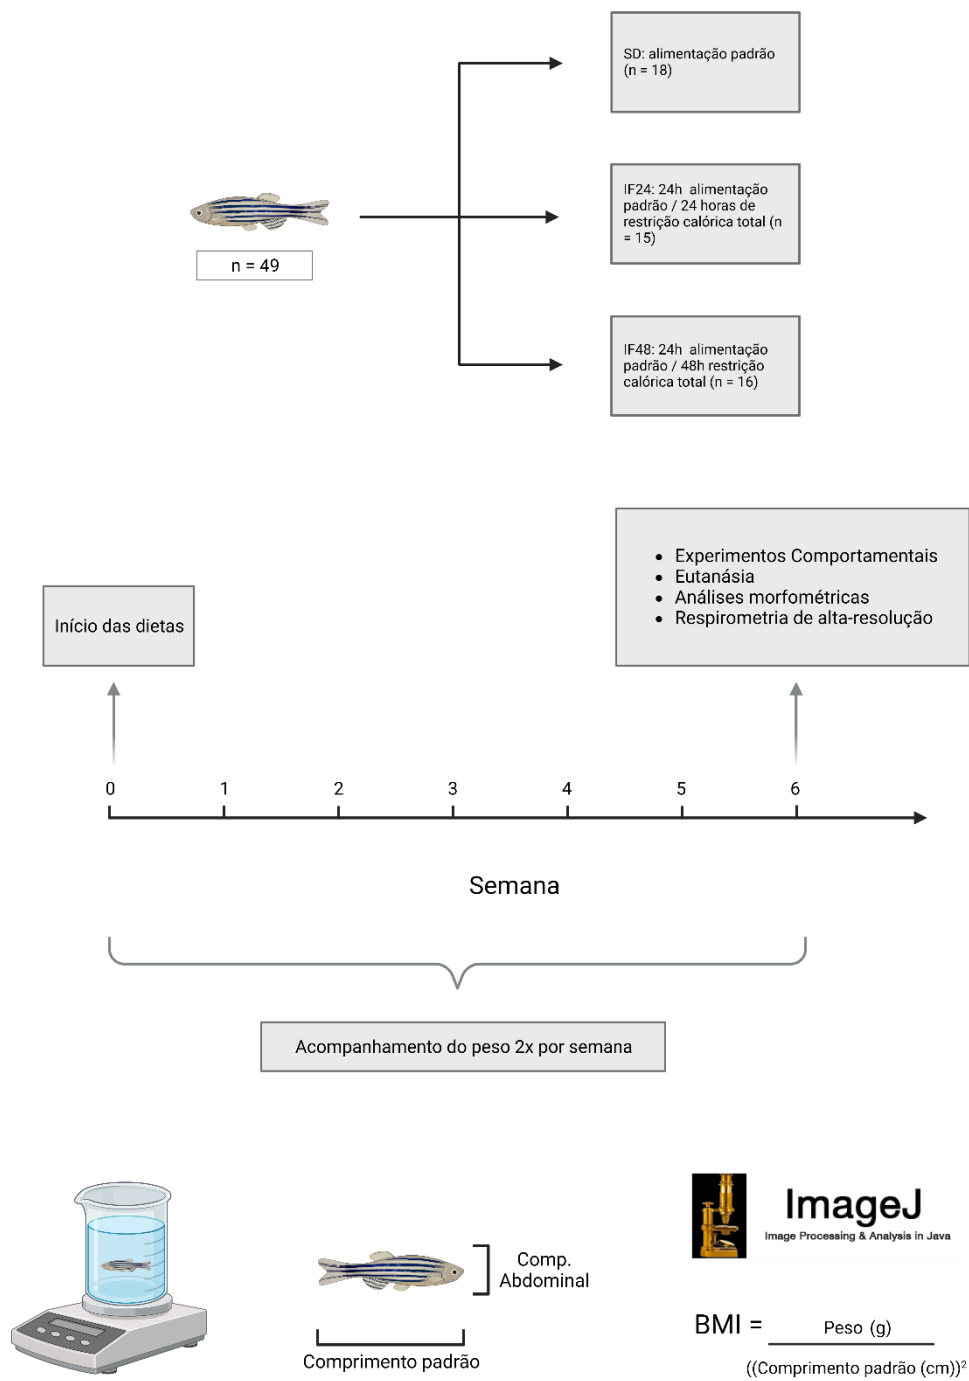 SD: alimentação padrão
(n = 18)
IF24: 24h alimentação
padrão / 24 horas de
restrição calórica total (n
= 15)
n = 49
IF48: 24h alimentação
padrão / 48h restrição
calórica total (n = 16)
• Experimentos Comportamentais
• Eutanásia
• Análises morfométricas
• Respirometria de alta-resolução
Início das dietas
0 1 2 3 4 5 6
Semana
Acompanhamento do peso 2x por semana
ImageJ
Image Processing & Analysis in Java
Comp.
Abdominal
Comprimento padrão
BMI = Peso (g)
((Comprimento padrão (cm))²